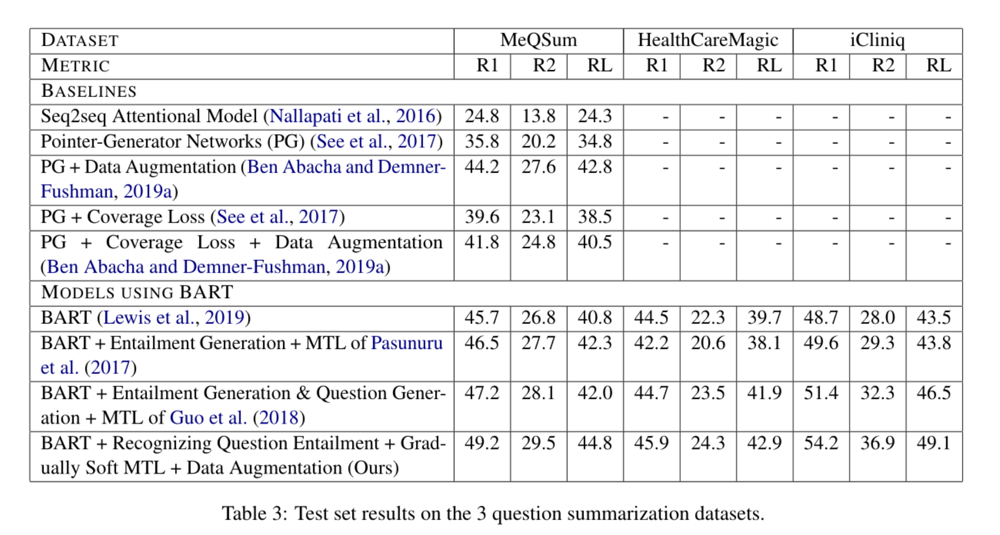 DATASET MeQSum HealthCareMagic iCliniq
METRIC R1 R2 RL R1 R2 RL R1 R2 RL
BASELINES
Seq2seq Attentional Model (Nallapati et al., 2016) 24.8 13.8 24.3 - - - - - -
Pointer-Generator Networks (PG) (See et al., 2017) 35.8 20.2 34.8 - - - - - -
PG + Data Augmentation (Ben Abacha and Demner- 44.2 27.6 42.8 - - - - - -
Fushman, 2019a)
PG + Coverage Loss (See et al., 2017) 39.6 23.1 38.5 - - - - - -
PG + Coverage Loss + Data Augmentation 41.8 24.8 40.5 - - - - - -
(Ben Abacha and Demner-Fushman, 2019a)
MODELS USING BART
BART (Lewis et al., 2019) 45.7 26.8 40.8 44.5 22.3 39.7 48.7 28.0 43.5
BART + Entailment Generation + MTL of Pasunuru 46.5 27.7 42.3 42.2 20.6 38.1 49.6 29.3 43.8
et al. (2017)
BART + Entailment Generation & Question Gener- 47.2 28.1 42.0 44.7 23.5 41.9 51.4 32.3 46.5
ation + MTL of Guo et al. (2018)
BART + Recognizing Question Entailment + Grad- 49.2 29.5 44.8 45.9 24.3 42.9 54.2 36.9 49.1
ually Soft MTL + Data Augmentation (Ours)
Table 3: Test set results on the 3 question summarization datasets.